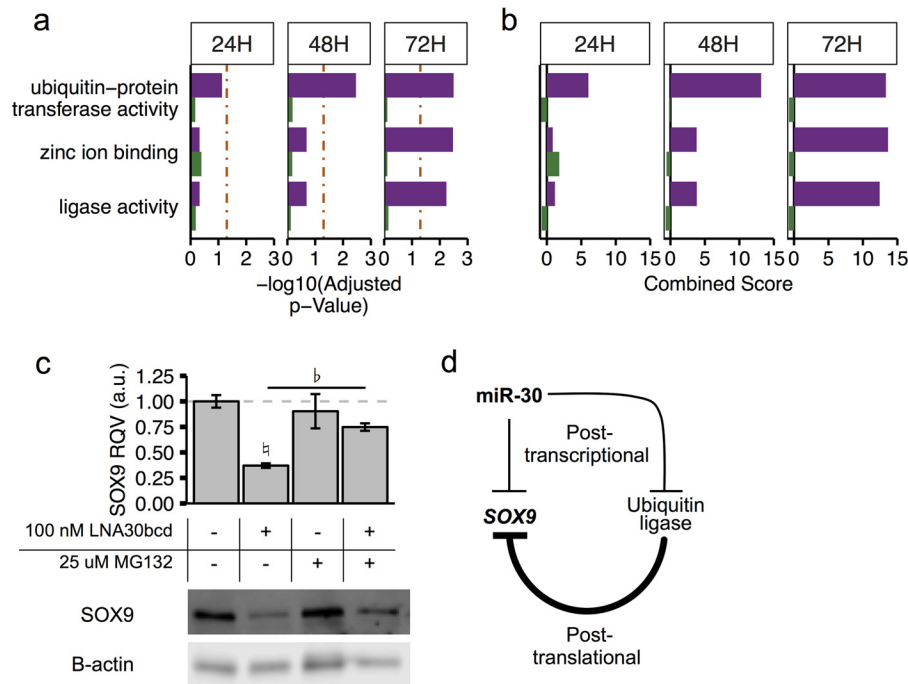 a
24H 48H 72H
ubiquitin−protein
transferase activity
zinc ion binding
ligase activity
0 1 2 3 0 1 2 3 0 1 2 3
−log10(Adjusted
p−Value)
b
24H 48H 72H
0 5 10 15 0 5 10 15 0 5 10 15
Combined Score
c
SOX9 RQV (a.u.)
1.25
1.00
0.75
0.50
0.25
0.00
♭
♮
100 nM LNA30bcd - + - +
25 uM MG132 - - + +
SOX9
B-actin
d
miR-30
Post-
transcriptional
SOX9
Ubiquitin
ligase
Post-
translational